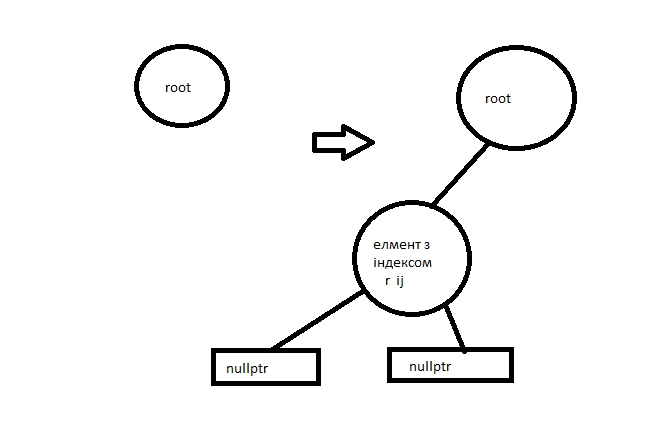 root
root
елмент з
індексом
r ij
nullptr
nullptr